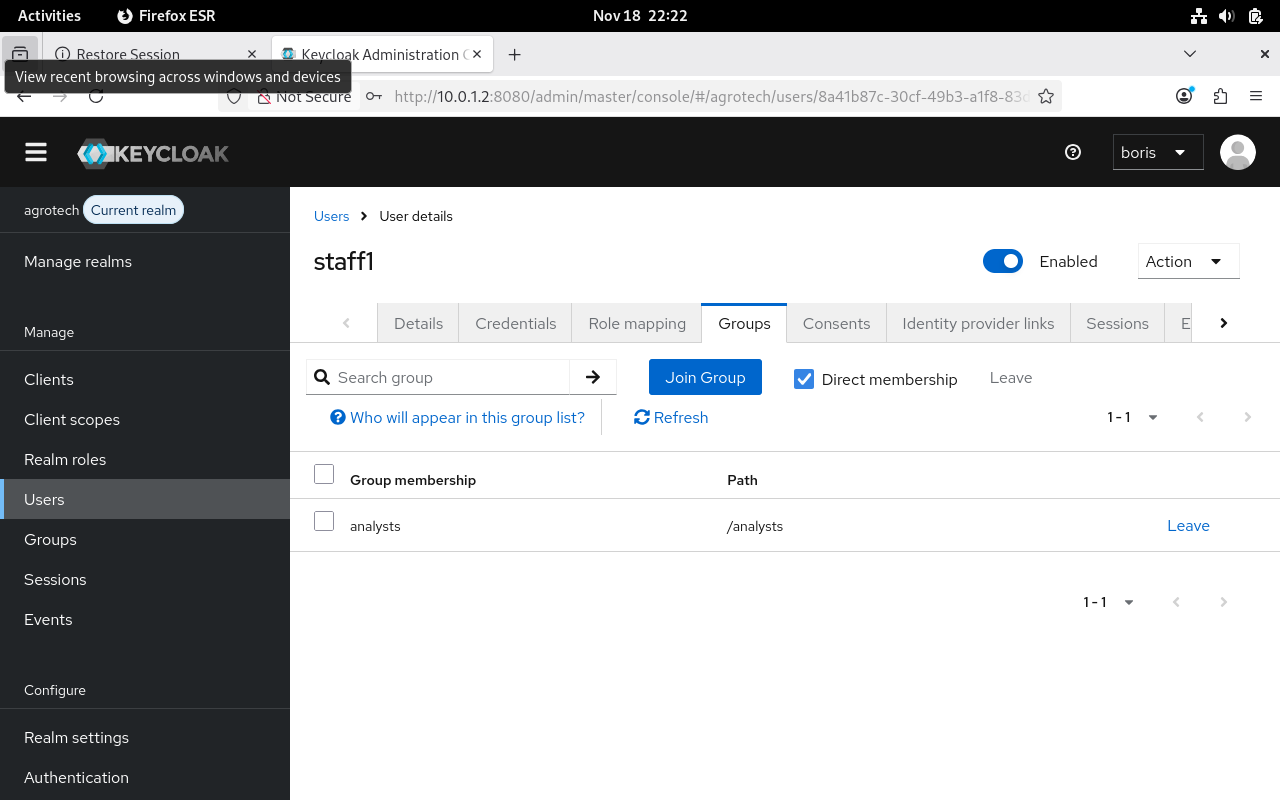 Activities
Firefox ESR
Nov 18 22:22
Restore Session
Keycloak Administration
View recent browsing across windows and devices
Not Secure
http://10.0.1.2:8080/admin/master/console/#/agrotech/users/8a41b87c-30cf-49b3-a1f8-83d
KEYCLOAK
boris
agrotech
Current realm
Manage realms
Manage
Clients
Client scopes
Realm roles
Users
Groups
Sessions
Events
Configure
Realm settings
Authentication
Users
User details
staff1
Enabled
Action
Details
Credentials
Role mapping
Groups
Consents
Identity provider links
Sessions
E
Search group
Join Group
Direct membership
Leave
Who will appear in this group list?
Refresh
1 - 1
Group membership
Path
analysts
/analysts
Leave
1 - 1